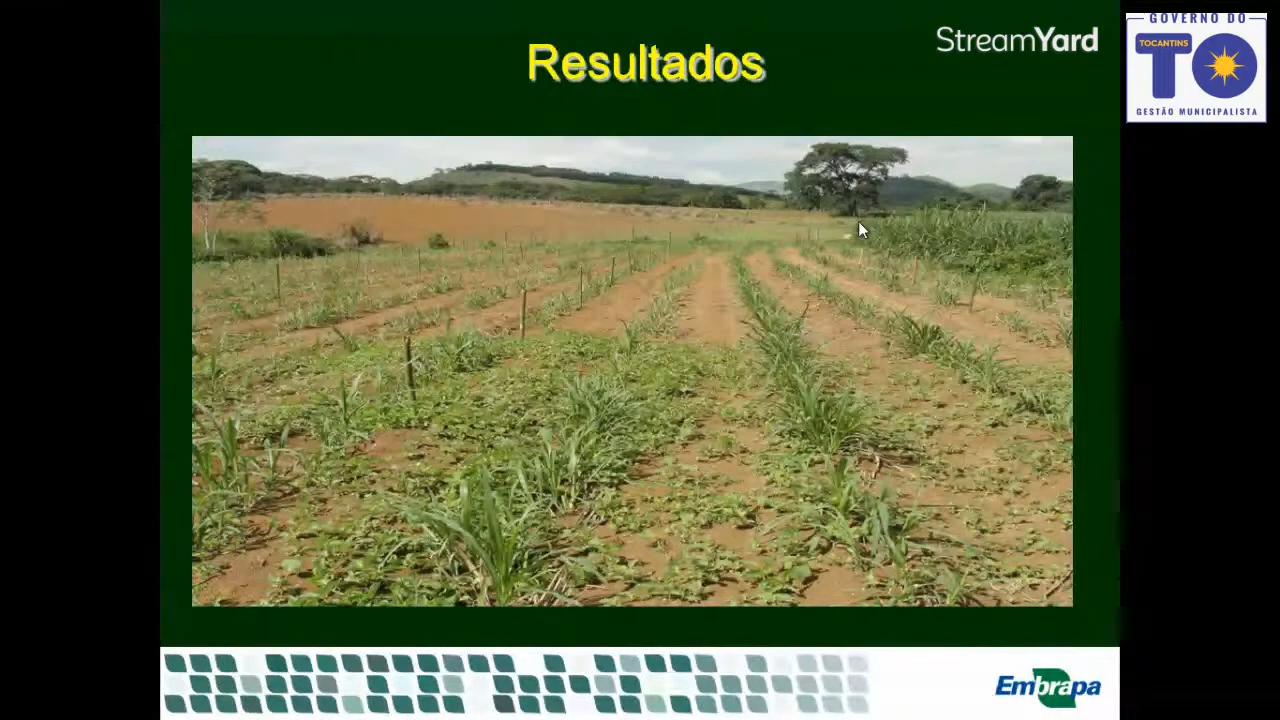 Resultados
StreamYard
GOVERNO DO
TOCANTINS
TO
GESTÃO MUNICIPALISTA
Embrapa